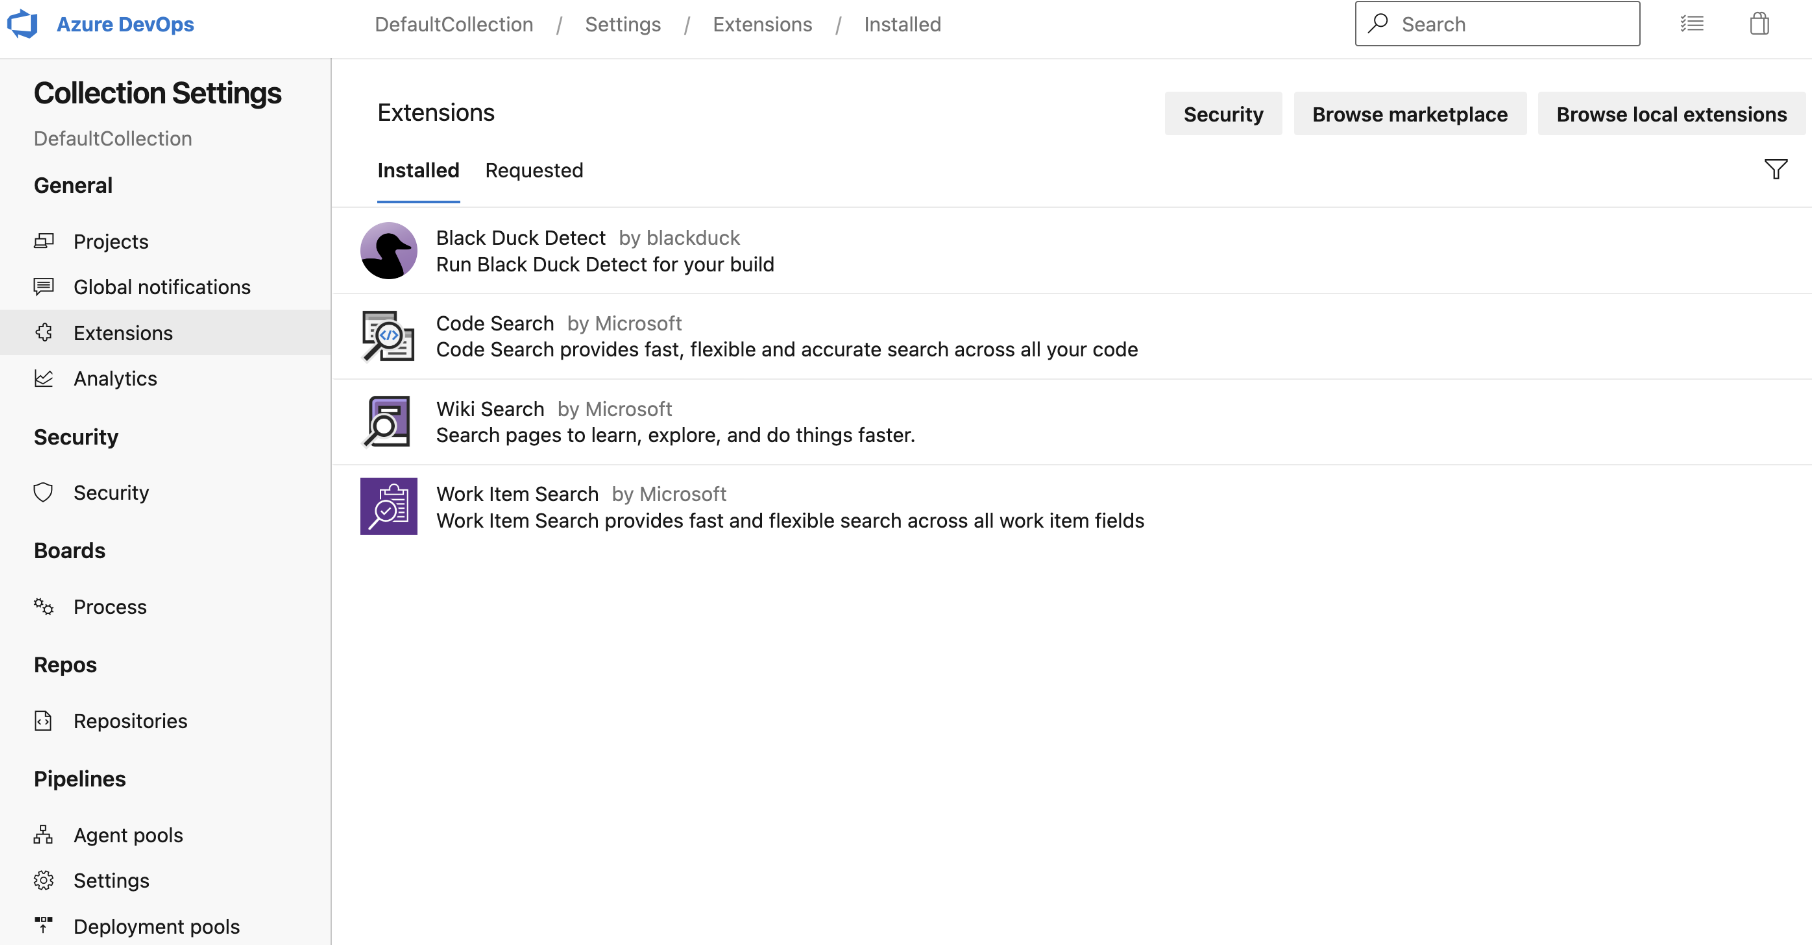 Azure DevOps
DefaultCollection / Settings / Extensions / Installed
Search
Collection Settings
DefaultCollection
General
Projects
Global notifications
Extensions
Analytics
Security
Security
Boards
Process
Repos
Repositories
Pipelines
Agent pools
Settings
Deployment pools
Extensions
Security
Browse marketplace
Browse local extensions
Installed
Requested
Black Duck Detect by blackduck
Run Black Duck Detect for your build
Code Search by Microsoft
Code Search provides fast, flexible and accurate search across all your code
Wiki Search by Microsoft
Search pages to learn, explore, and do things faster.
Work Item Search by Microsoft
Work Item Search provides fast and flexible search across all work item fields